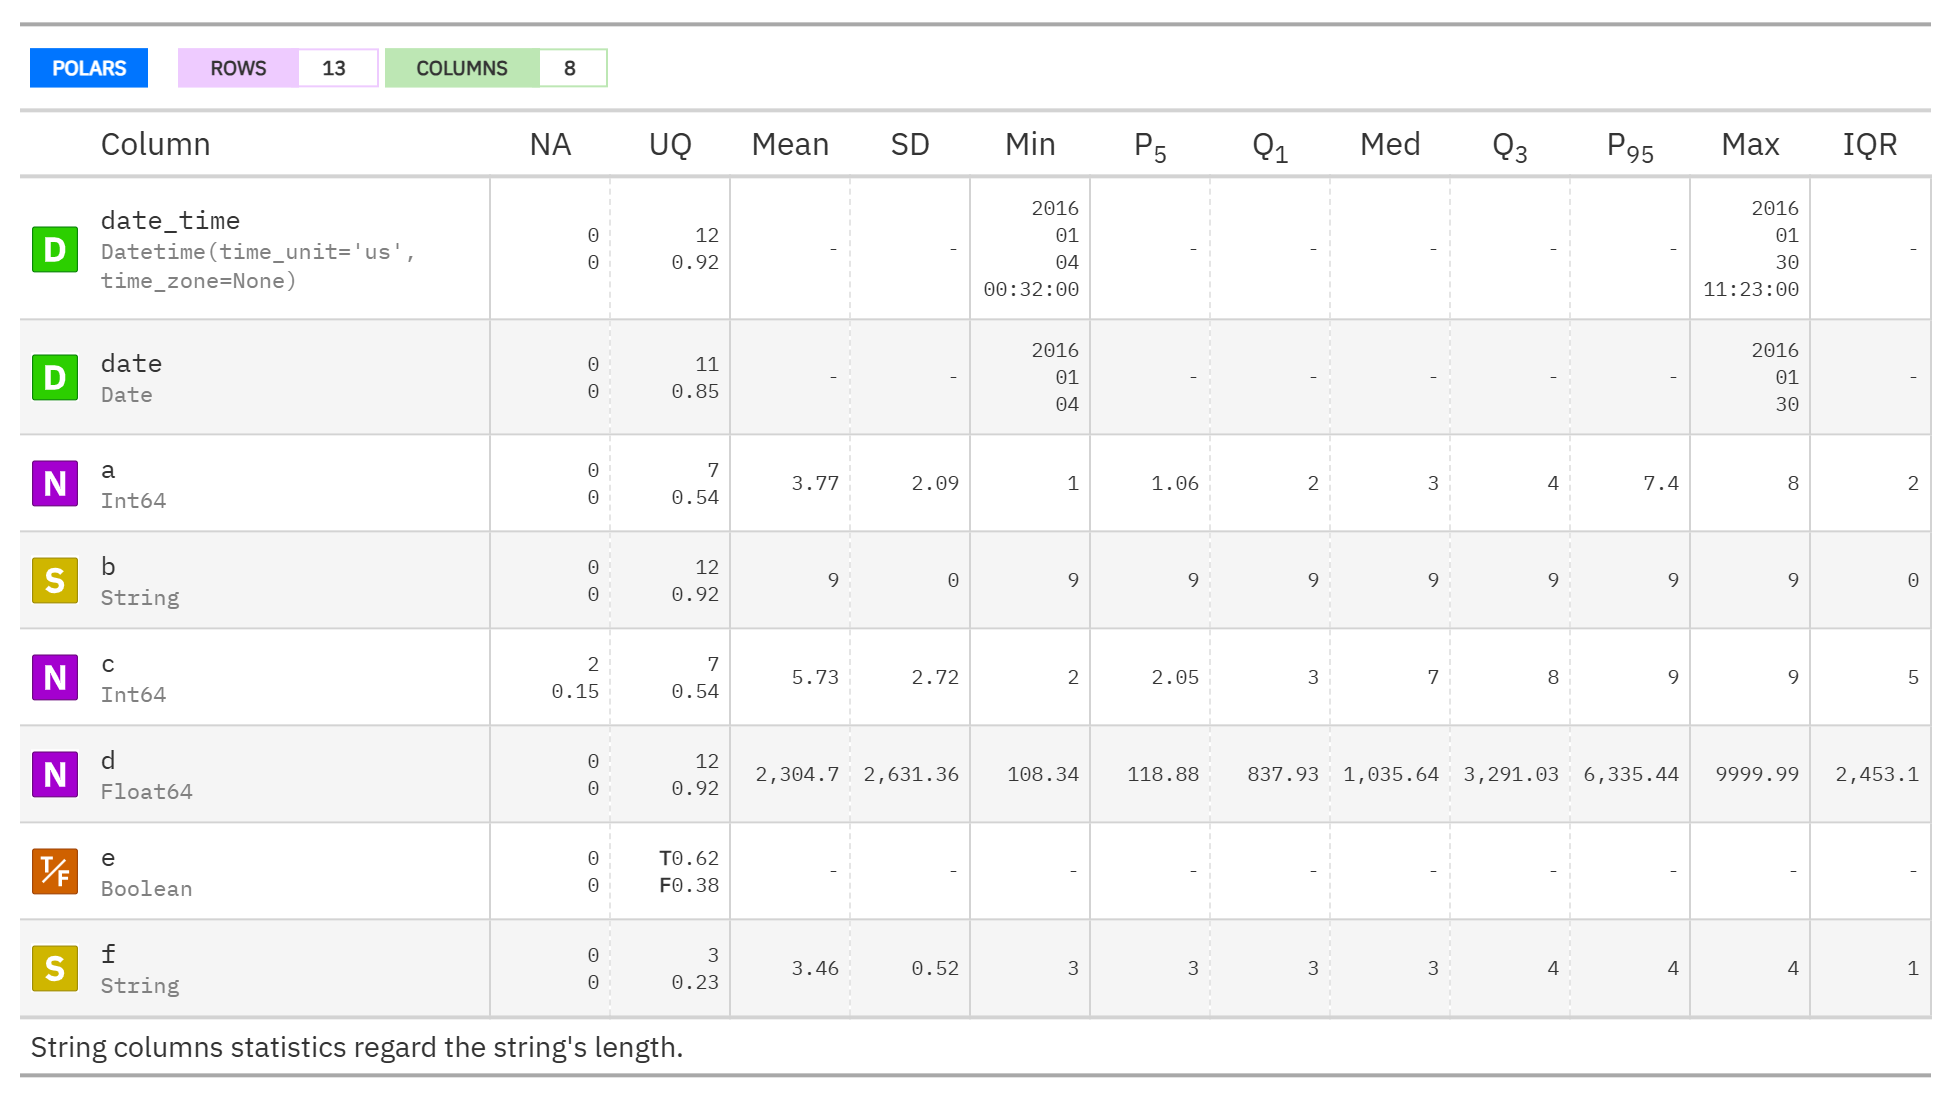 POLARS ROWS 13 COLUMNS 8
Column NA UQ Mean SD Min P5 Q1 Med Q3 P95 Max IQR
D date_time Datetime(time_unit='us', time_zone=None) 0 0 12 0.92 - - 2016 01 04 00:32:00 - - - - - 2016 01 30 11:23:00 -
D date Date 0 0 11 0.85 - - 2016 01 04 - - - - - 2016 01 30 -
N a Int64 0 0 7 0.54 3.77 2.09 1 1.06 2 3 4 7.4 8 2
S b String 0 0 12 0.92 9 0 9 9 9 9 9 9 9 0
N c Int64 2 0.15 7 0.54 5.73 2.72 2 2.05 3 7 8 9 9 5
N d Float64 0 0 12 0.92 2,304.7 2,631.36 108.34 118.88 837.93 1,035.64 3,291.03 6,335.44 9999.99 2,453.1
T/F e Boolean 0 0 T0.62 F0.38 - - - - - - - - - -
S f String 0 0 3 0.23 3.46 0.52 3 3 3 3 4 4 4 1
String columns statistics regard the string's length.